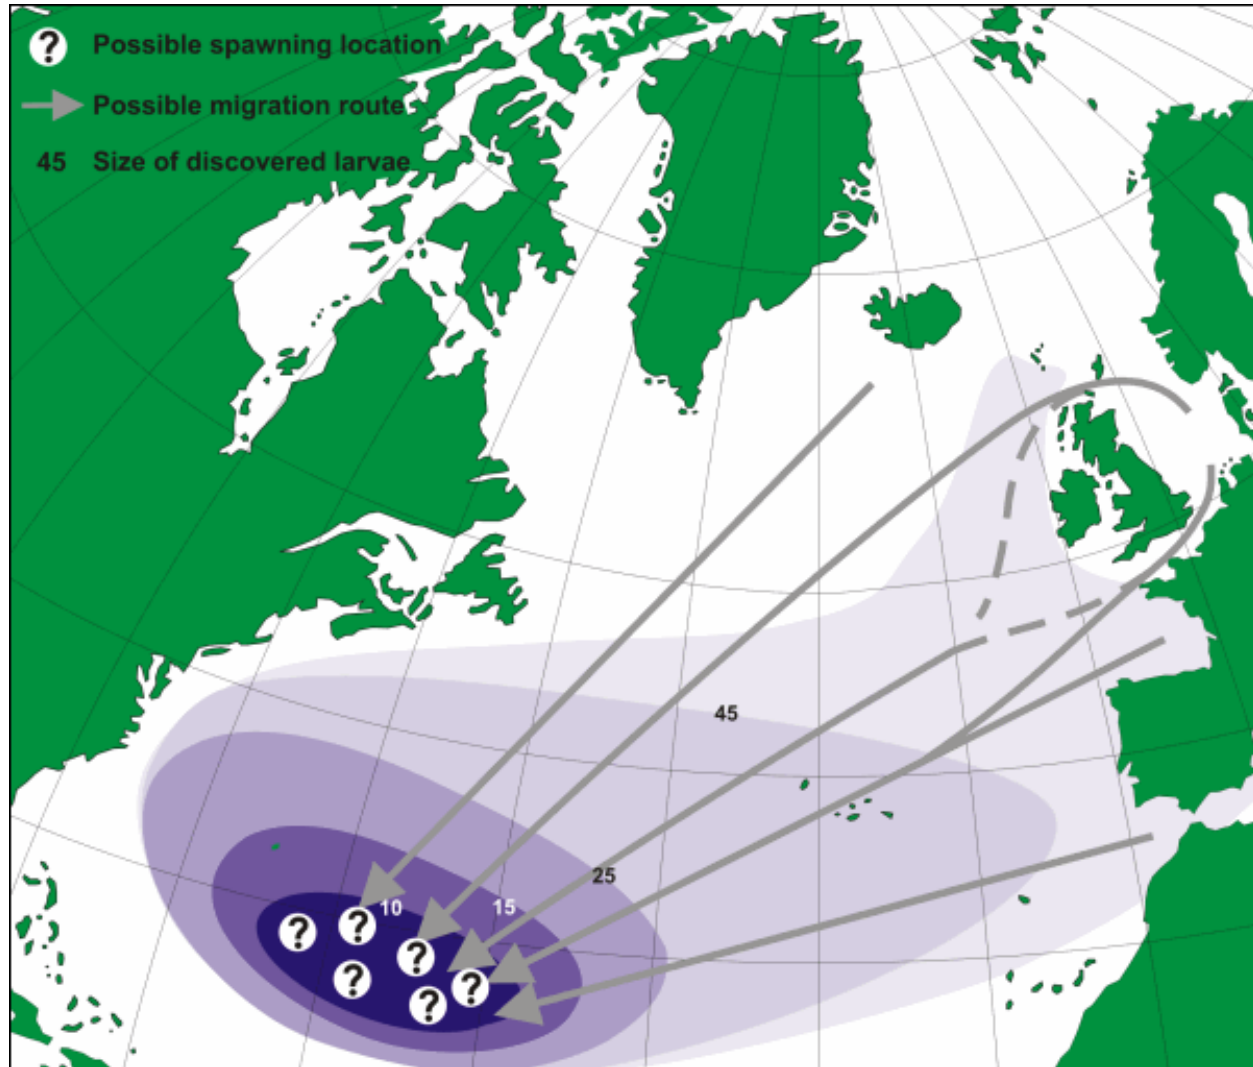 ? Possible spawning location
Possible migration route
45 Size of discovered larvae
45
25
10 15
? ?
?
? ?
?